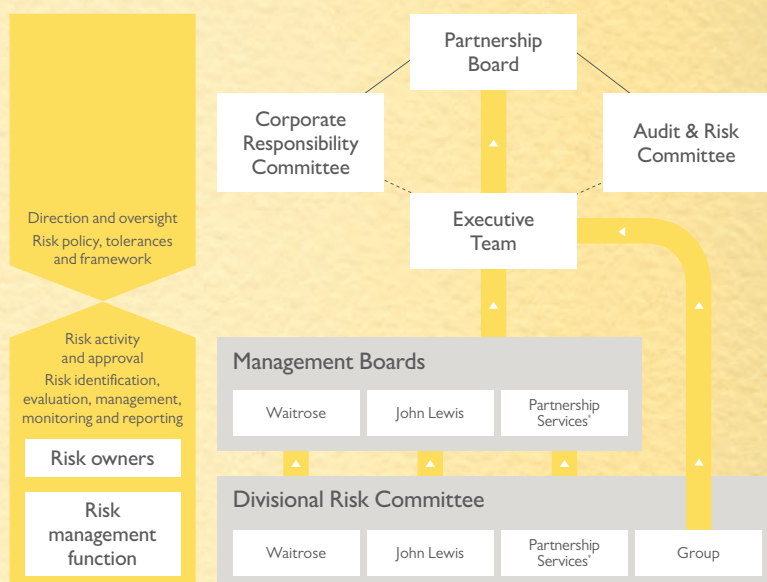 Partnership
Board
Corporate
Responsibility
Committee
Audit & Risk
Committee
Executive
Team
Direction and oversight
Risk policy, tolerances
and framework
Risk activity
and approval
Risk identification,
evaluation, management,
monitoring and reporting
Risk owners
Risk
management
function
Management Boards
Waitrose
John Lewis
Partnership
Services*
Divisional Risk Committee
Waitrose
John Lewis
Partnership
Services*
Group